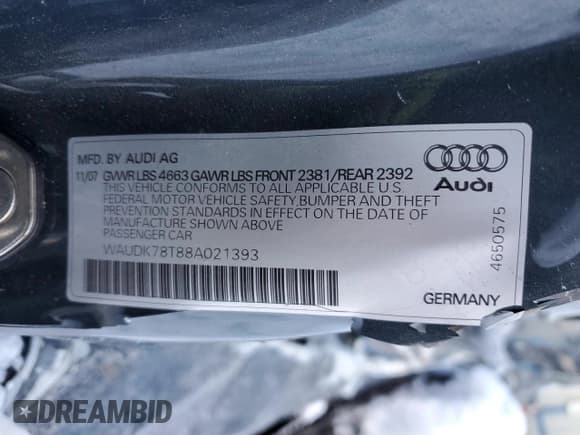 MFD. BY AUDI AG
11/07 GVWR LBS 4663 GAWR LBS FRONT 2381/REAR 2392
THIS VEHICLE CONFORMS TO ALL APPLICABLE U.S.
FEDERAL MOTOR VEHICLE SAFETY,BUMPER AND THEFT
PREVENTION STANDARDS IN EFFECT ON THE DATE OF
MANUFACTURE SHOWN ABOVE
PASSENGER CAR
WAUDK78T88A021393
Audi
4650575
GERMANY
DREAMBID